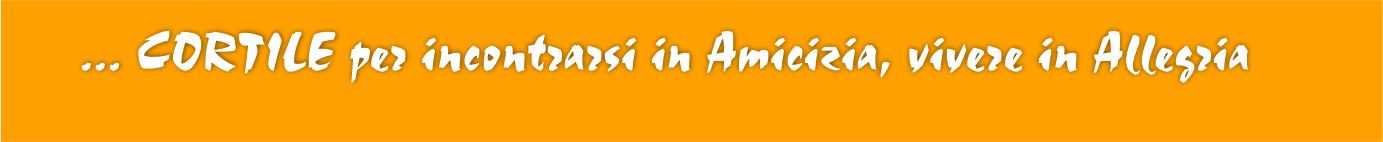 ... CORTILE per incontrarsi in Amicizia, vivere in Allegria